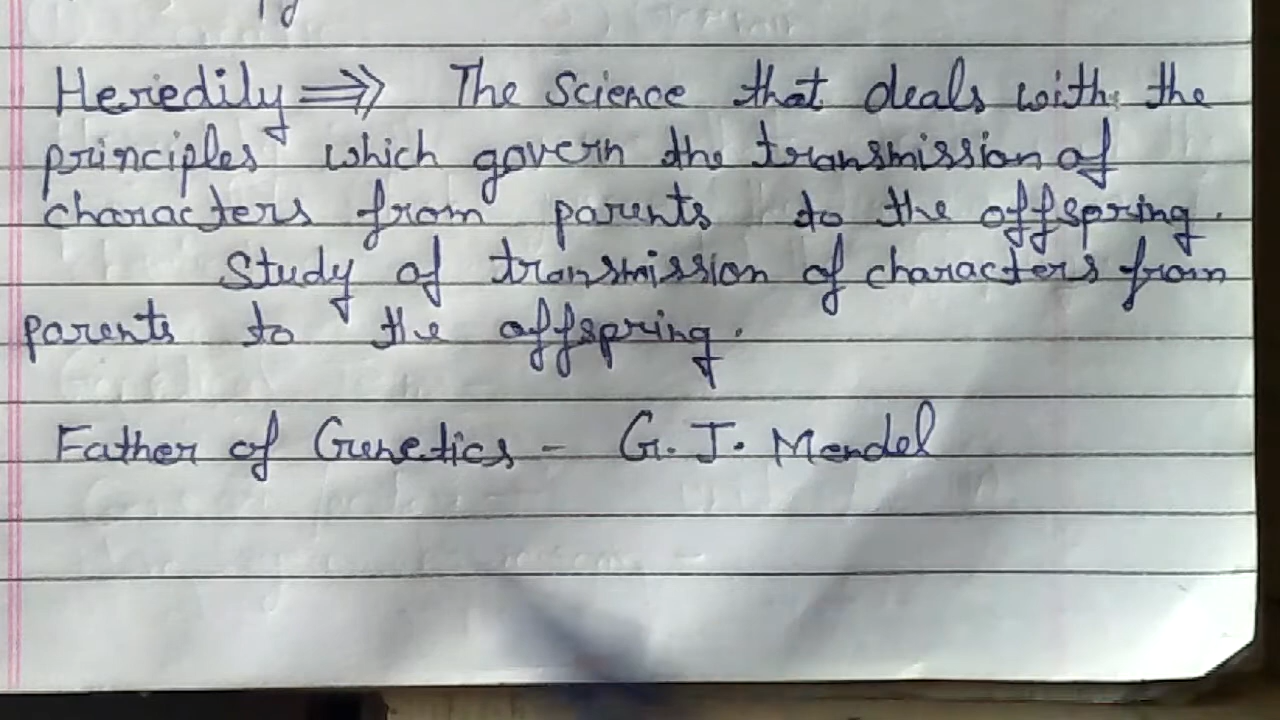 Heredily ⇒ The Science that deals with the
principles which govern the transmission of
characters from parents to the offspring.
Study of transmission of characters from
parents to the offspring.
Father of Genetics - G. J. Mendel